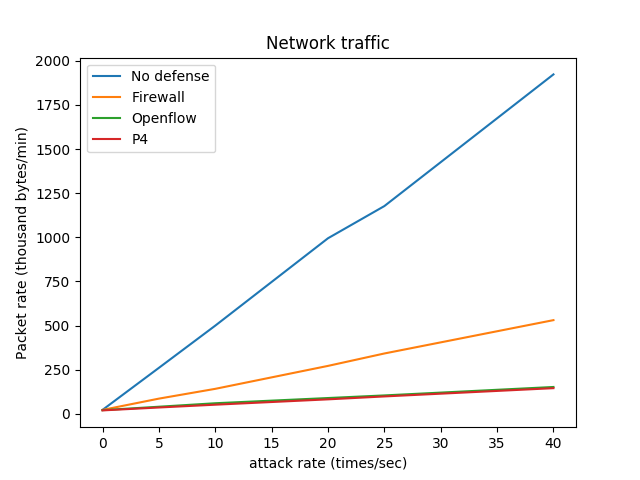 Network traffic
No defense
Firewall
Openflow
P4
Packet rate (thousand bytes/min)
2000
1750
1500
1250
1000
750
500
250
0
0 5 10 15 20 25 30 35 40
attack rate (times/sec)